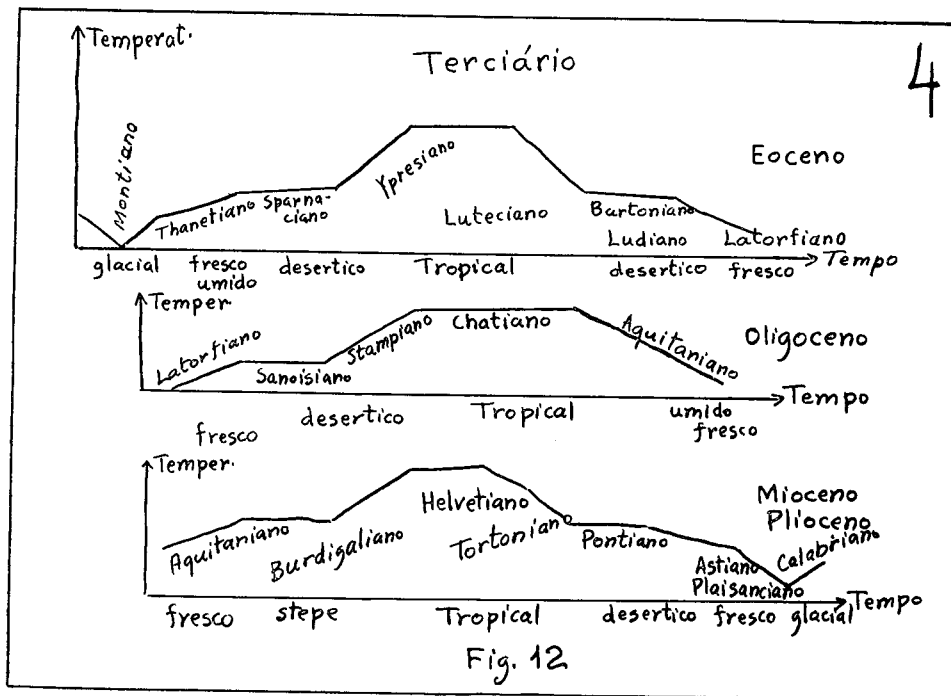 Temperat.
Terciário
4
Montiano
Thanetiano
Sparna-
ciano
Ypresiano
Luteciano
Bartoniano
Ludiano
Latorfiano
Eoceno
glacial
fresco
umido
desertico
Tropical
desertico
fresco
Tempo
Temper.
Latorfiano
Sanoisiano
Stampiano
Chatiano
Aquitaniano
Oligoceno
fresco
desertico
Tropical
umido
fresco
Tempo
Temper.
Aquitaniano
Burdigaliano
Helvetiano
Tortoniano
Pontiano
Astiano
Plaisanciano
Calabriano
Mioceno
Plioceno
fresco
stepe
Tropical
desertico
fresco
glacial
Tempo
Fig. 12